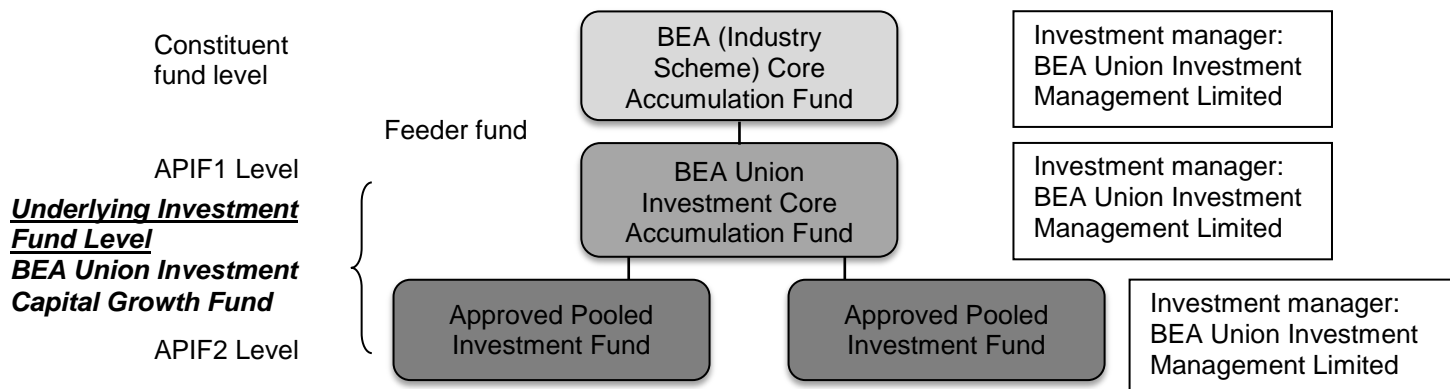 Constituent
fund level
BEA (Industry
Scheme) Core
Accumulation Fund
Investment manager:
BEA Union Investment
Management Limited
Feeder fund
APIF1 Level
BEA Union
Investment Core
Accumulation Fund
Investment manager:
BEA Union Investment
Management Limited
Underlying Investment
Fund Level
BEA Union Investment
Capital Growth Fund
APIF2 Level
Approved Pooled
Investment Fund
Approved Pooled
Investment Fund
Investment manager:
BEA Union Investment
Management Limited